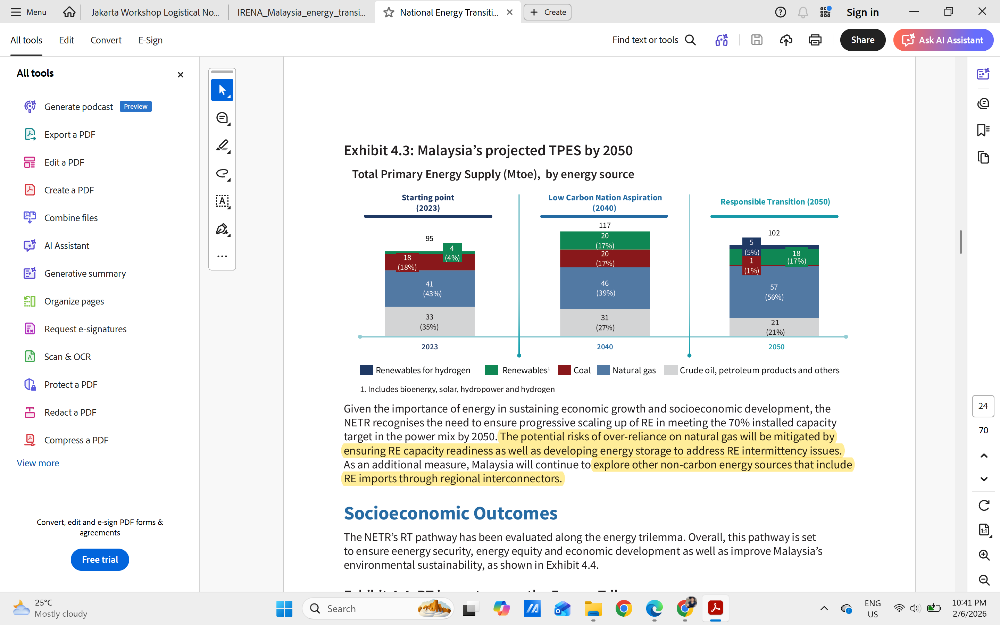 Menu
Jakarta Workshop Logistical No...
IRENA_Malaysia_energy_transi...
National Energy Transiti...
Create
Sign in
All tools
Edit
Convert
E-Sign
Find text or tools
Share
Ask AI Assistant
All tools
Generate podcast Preview
Export a PDF
Edit a PDF
Create a PDF
Combine files
AI Assistant
Generative summary
Organize pages
Request e-signatures
Scan & OCR
Protect a PDF
Redact a PDF
Compress a PDF
View more
Convert, edit and e-sign PDF forms &
agreements
Free trial
Exhibit 4.3: Malaysia's projected TPES by 2050
Total Primary Energy Supply (Mtoe), by energy source
Starting point
(2023)
95
4
(4%)
18
(18%)
41
(43%)
33
(35%)
2023
Low Carbon Nation Aspiration
(2040)
117
20
(17%)
20
(17%)
46
(39%)
31
(27%)
2040
Responsible Transition (2050)
102
5
(5%)
18
(17%)
1
(1%)
57
(56%)
21
(21%)
2050
Renewables for hydrogen
Renewables¹
Coal
Natural gas
Crude oil, petroleum products and others
1. Includes bioenergy, solar, hydropower and hydrogen
Given the importance of energy in sustaining economic growth and socioeconomic development, the
NETR recognises the need to ensure progressive scaling up of RE in meeting the 70% installed capacity
target in the power mix by 2050. The potential risks of over-reliance on natural gas will be mitigated by
ensuring RE capacity readiness as well as developing energy storage to address RE intermittency issues.
As an additional measure, Malaysia will continue to explore other non-carbon energy sources that include
RE imports through regional interconnectors.
Socioeconomic Outcomes
The NETR's RT pathway has been evaluated along the energy trilemma. Overall, this pathway is set
to ensure eenergy security, energy equity and economic development as well as improve Malaysia's
environmental sustainability, as shown in Exhibit 4.4.
24
70
25°C
Mostly cloudy
Search
ENG
US
10:41 PM
2/6/2026